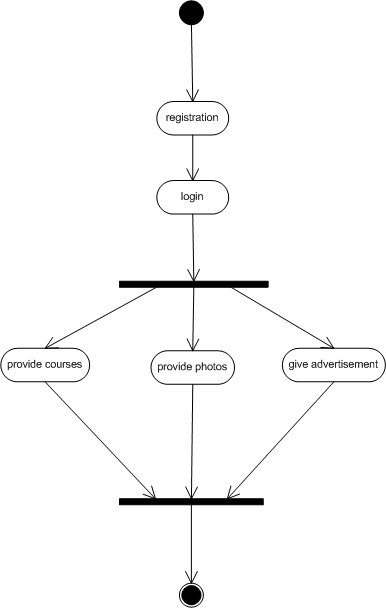 registration
login
provide courses
provide photos
give advertisement